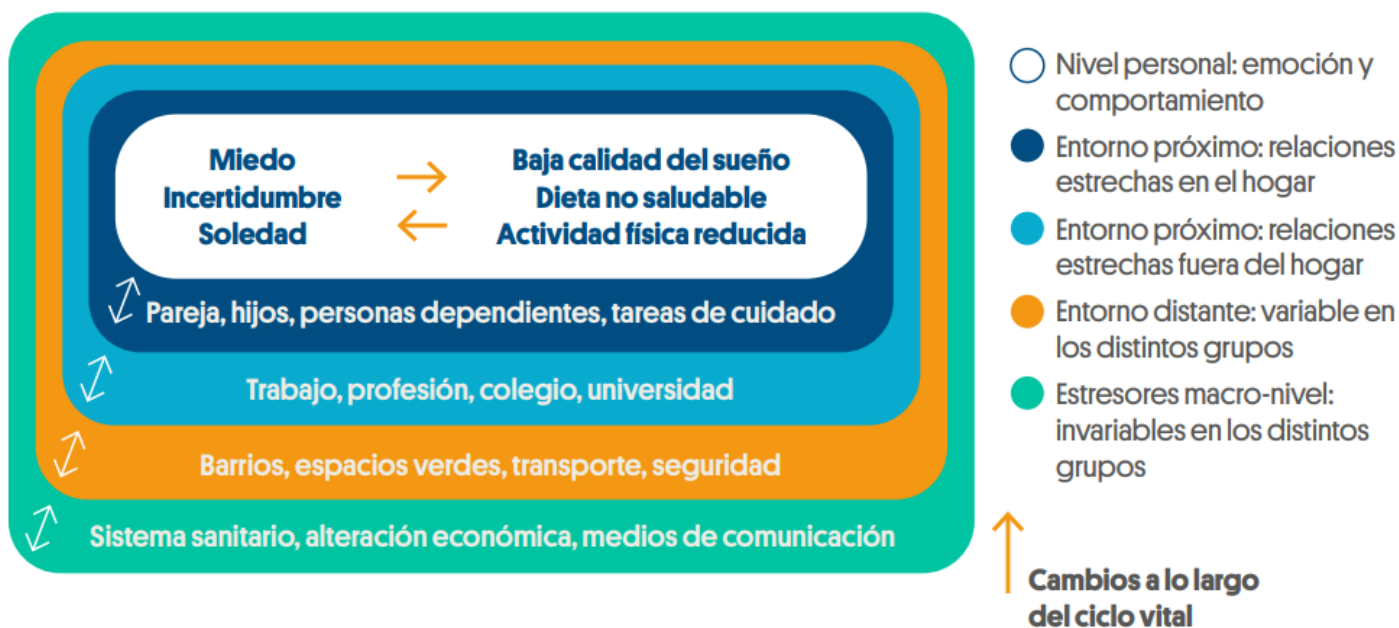 Miedo
Incertidumbre
Soledad
Baja calidad del sueño
Dieta no saludable
Actividad física reducida
Pareja, hijos, personas dependientes, tareas de cuidado
Trabajo, profesión, colegio, universidad
Barrios, espacios verdes, transporte, seguridad
Sistema sanitario, alteración económica, medios de comunicación
Nivel personal: emoción y
comportamiento
Entorno próximo: relaciones
estrechas en el hogar
Entorno próximo: relaciones
estrechas fuera del hogar
Entorno distante: variable en
los distintos grupos
Estresores macro-nivel:
invariables en los distintos
grupos
Cambios a lo largo
del ciclo vital